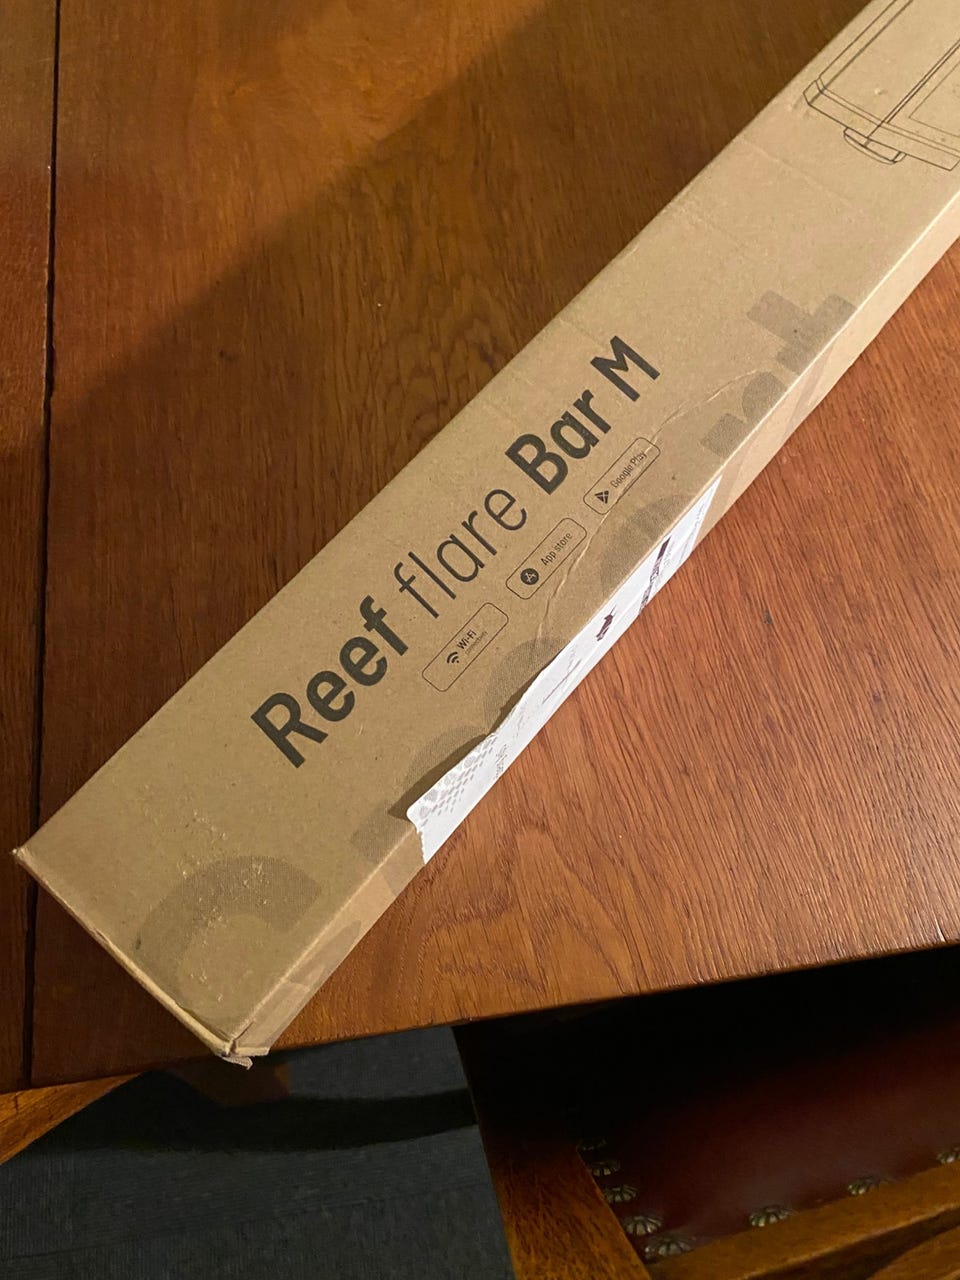 Reef flare Bar M
Wi-Fi
App store
Google Play